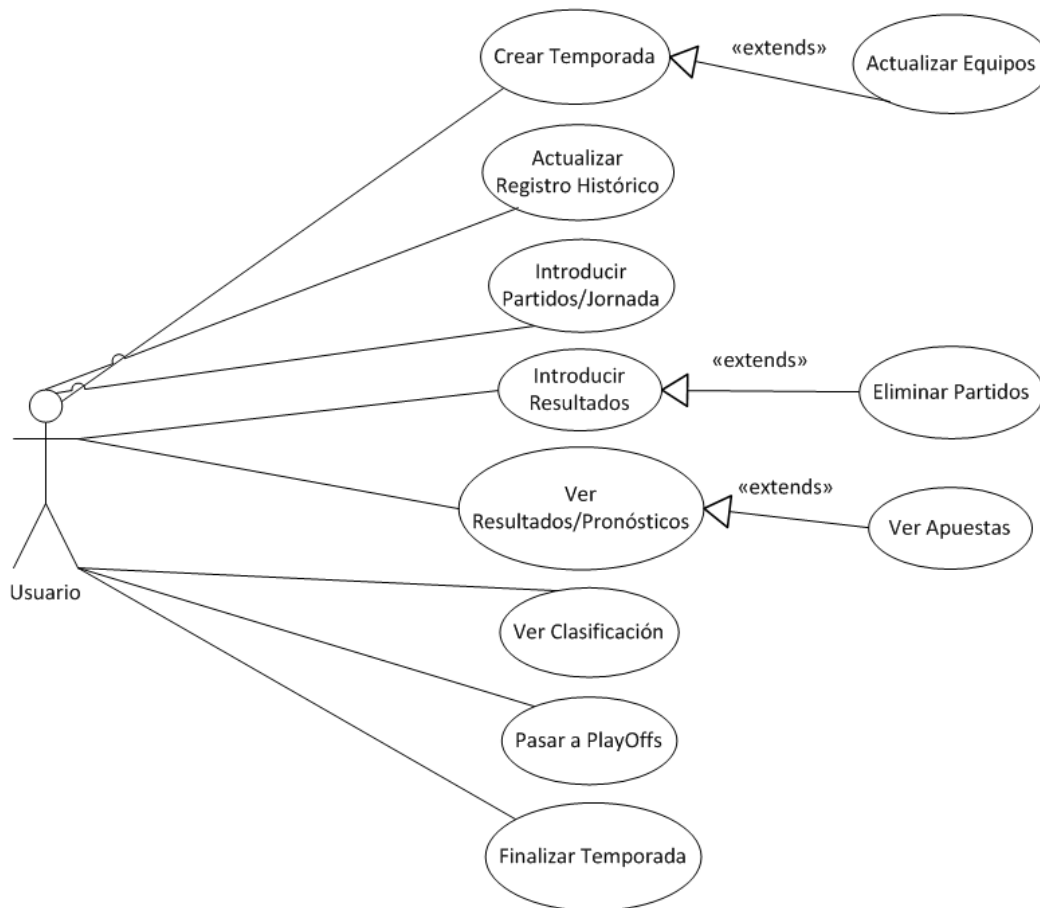 Crear Temporada
«extends»
Actualizar Equipos
Actualizar
Registro Histórico
Introducir
Partidos/Jornada
Introducir
Resultados
«extends»
Eliminar Partidos
Ver
Resultados/Pronósticos
«extends»
Ver Apuestas
Usuario
Ver Clasificación
Pasar a PlayOffs
Finalizar Temporada